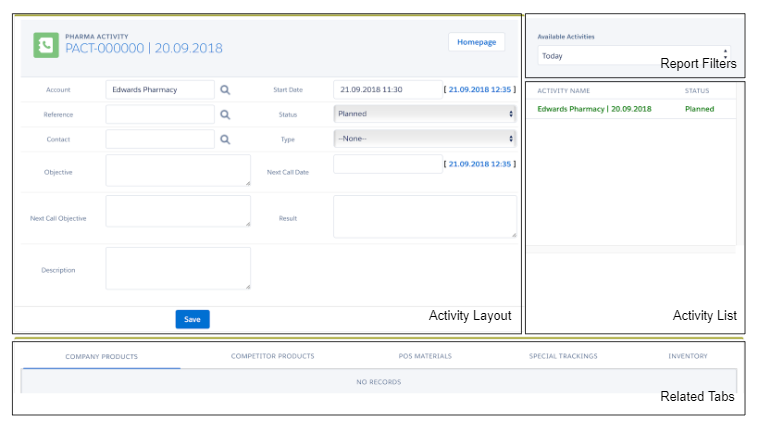 PHARMA ACTIVITY
PACT-000000 | 20.09.2018
Homepage
Account
Edwards Pharmacy
Start Date
21.09.2018 11:30
[ 21.09.2018 12:35 ]
Reference
Status
Planned
Contact
Type
--None--
Objective
Next Call Date
[ 21.09.2018 12:35 ]
Next Call Objective
Result
Description
Save
Activity Layout
Available Activities
Today
Report Filters
ACTIVITY NAME STATUS
Edwards Pharmacy | 20.09.2018 Planned
Activity List
COMPANY PRODUCTS COMPETITOR PRODUCTS POS MATERIALS SPECIAL TRACKINGS INVENTORY
NO RECORDS
Related Tabs